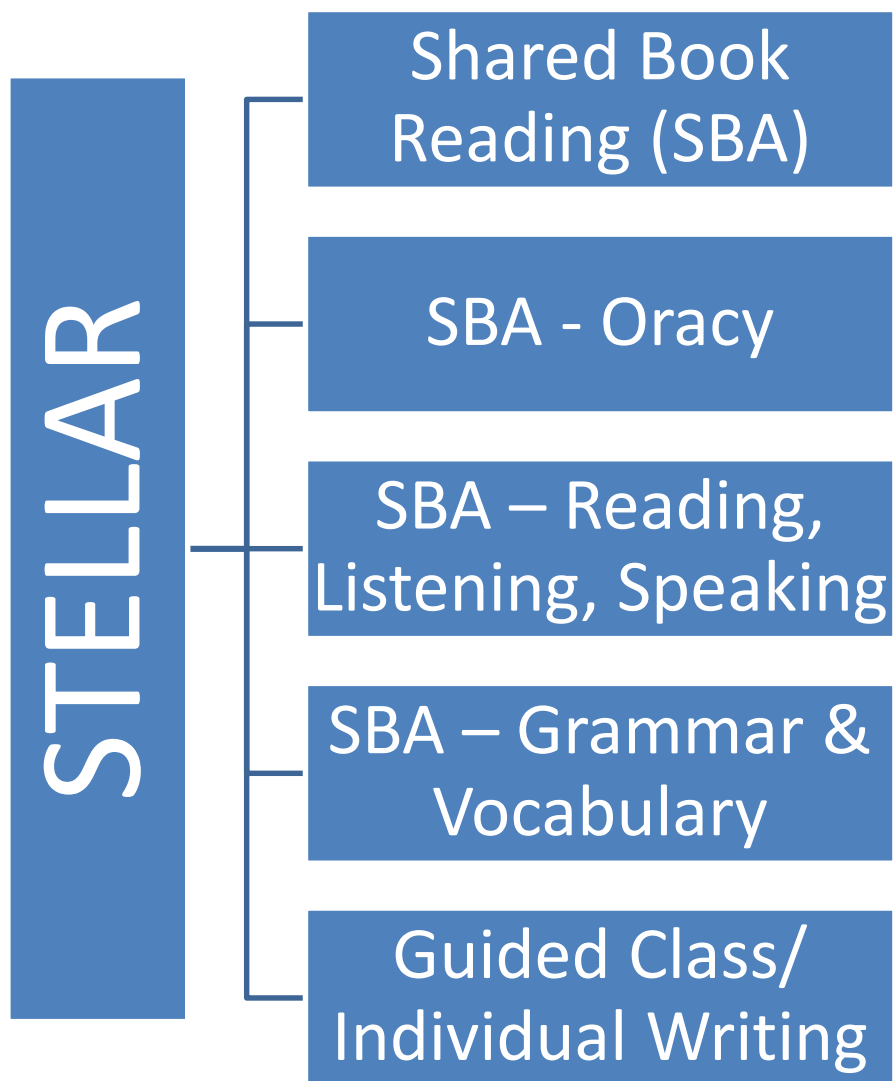 STELLAR
Shared Book
Reading (SBA)
SBA - Oracy
SBA – Reading,
Listening, Speaking
SBA – Grammar &
Vocabulary
Guided Class/
Individual Writing